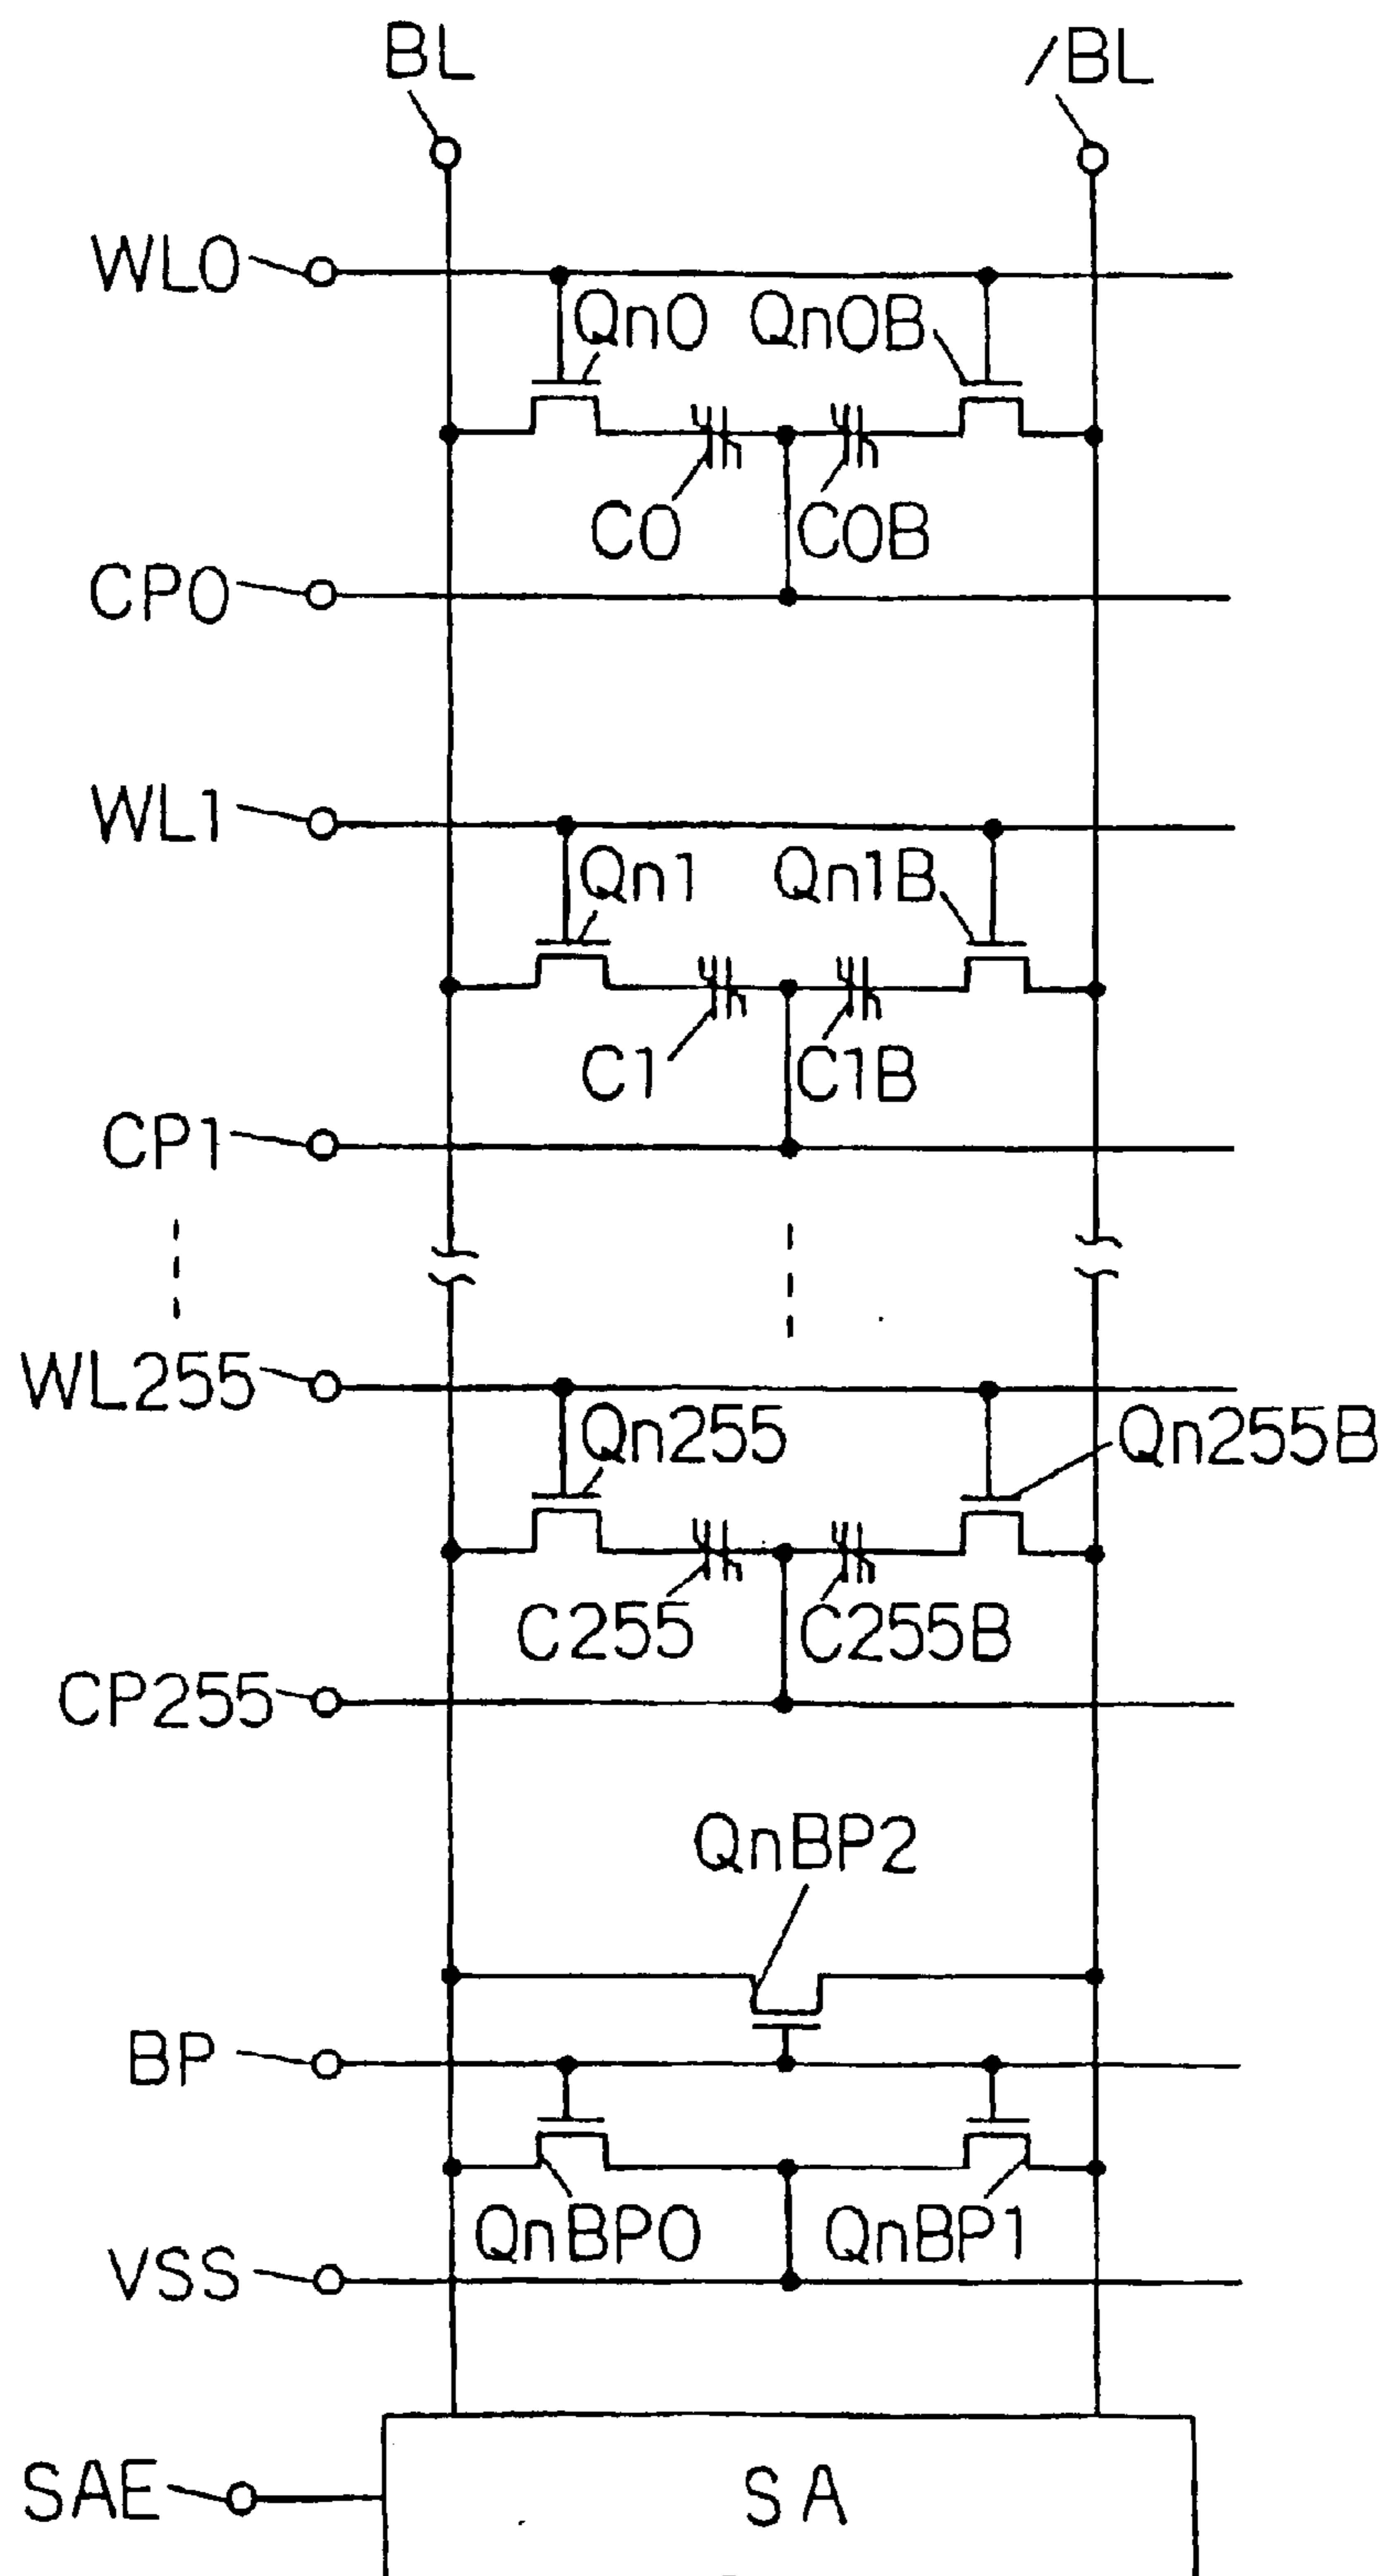 BL /BL
WL0
Qn0 Qn0B
C0 C0B
CP0
WL1
Qn1 Qn1B
C1 C1B
CP1
WL255
Qn255 Qn255B
C255 C255B
CP255
QnBP2
BP
QnBP0 QnBP1
VSS
SAE SA